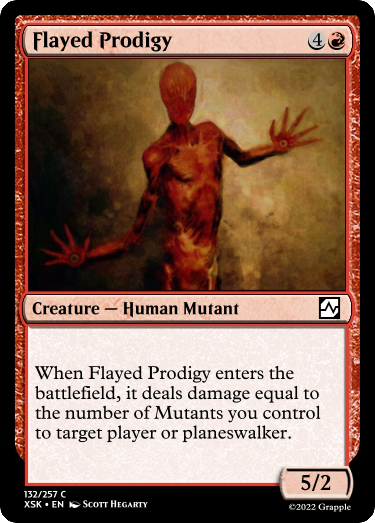 Flayed Prodigy 4
Creature — Human Mutant
When Flayed Prodigy enters the
battlefield, it deals damage equal to
the number of Mutants you control
to target player or planeswalker.
5/2
132/257 C
XSK • EN Scott Hegarty
©2022 Grapple